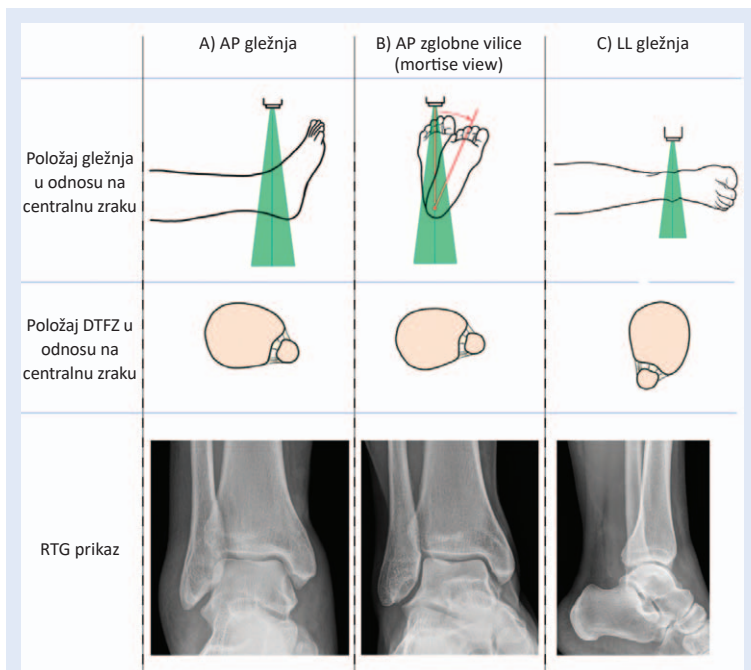 A) AP gležnja
B) AP zglobne vilice
(mortise view)
C) LL gležnja
Položaj gležnja
u odnosu na
centralnu zraku
Položaj DTFZ u
odnosu na
centralnu zraku
RTG prikaz